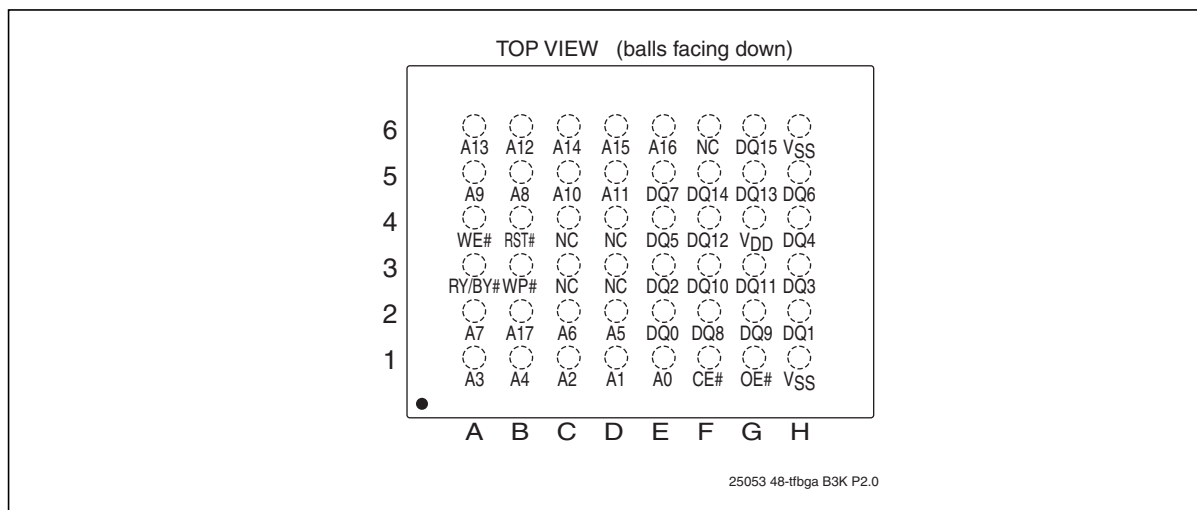 TOP VIEW (balls facing down)
6
A13 A12 A14 A15 A16 NC DQ15 VSS
5
A9 A8 A10 A11 DQ7 DQ14 DQ13 DQ6
4
WE# RST# NC NC DQ5 DQ12 VDD DQ4
3
RY/BY# WP# NC NC DQ2 DQ10 DQ11 DQ3
2
A7 A17 A6 A5 DQ0 DQ8 DQ9 DQ1
1
A3 A4 A2 A1 A0 CE# OE# VSS
A B C D E F G H
25053 48-tfbga B3K P2.0